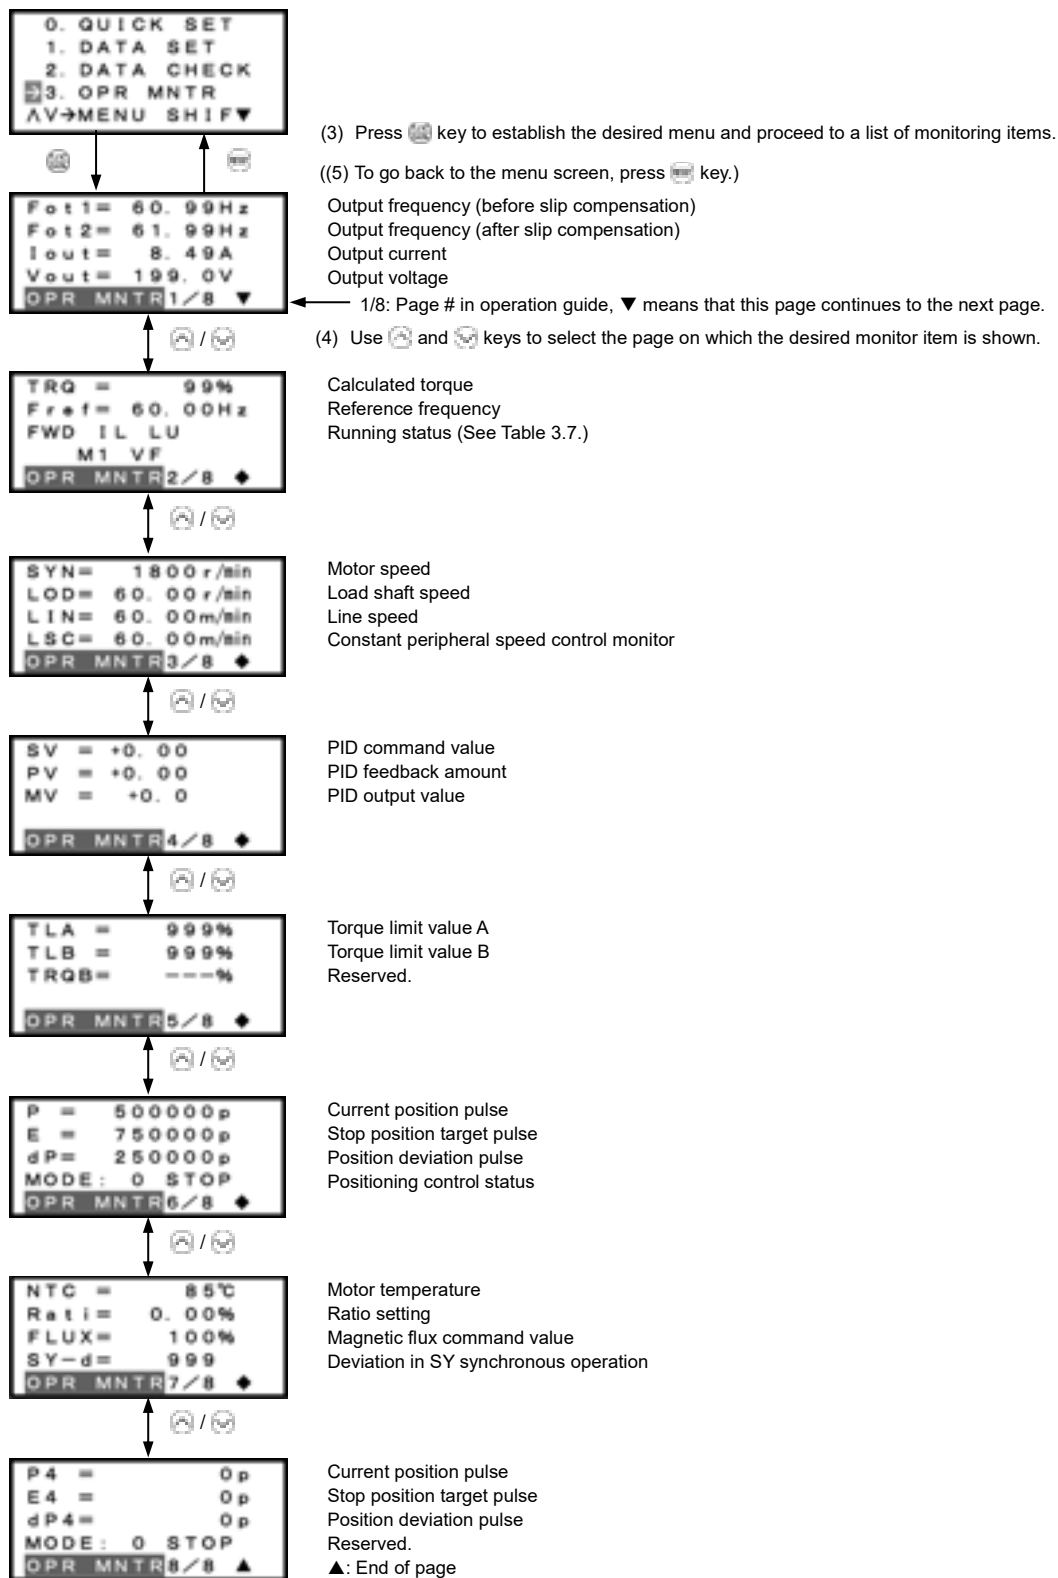 0. QUICK SET
1. DATA SET
2. DATA CHECK
3. OPR MNTR
∧V→MENU SHIF▼
(3) Press key to establish the desired menu and proceed to a list of monitoring items.
((5) To go back to the menu screen, press key.)
Fot1= 60.99Hz Output frequency (before slip compensation)
Fot2= 61.99Hz Output frequency (after slip compensation)
Iout= 8.49A Output current
Vout= 199.0V Output voltage
OPR MNTR 1/8 ▼ 1/8: Page # in operation guide, ▼ means that this page continues to the next page.
/
(4) Use and keys to select the page on which the desired monitor item is shown.
TRQ = 99% Calculated torque
Fref= 60.00Hz Reference frequency
FWD IL LU Running status (See Table 3.7.)
M1 VF
OPR MNTR 2/8 ◆
/
SYN= 1800r/min Motor speed
LOD= 60.00r/min Load shaft speed
LIN= 60.00m/min Line speed
LSC= 60.00m/min Constant peripheral speed control monitor
OPR MNTR 3/8 ◆
/
SV = +0.00 PID command value
PV = +0.00 PID feedback amount
MV = +0.0 PID output value
OPR MNTR 4/8 ◆
/
TLA = 999% Torque limit value A
TLB = 999% Torque limit value B
TRQB= ---% Reserved.
OPR MNTR 5/8 ◆
/
P = 500000p Current position pulse
E = 750000p Stop position target pulse
dP= 250000p Position deviation pulse
MODE: 0 STOP Positioning control status
OPR MNTR 6/8 ◆
/
NTC = 85℃ Motor temperature
Rati= 0.00% Ratio setting
FLUX= 100% Magnetic flux command value
SY-d= 999 Deviation in SY synchronous operation
OPR MNTR 7/8 ◆
/
P4 = 0p Current position pulse
E4 = 0p Stop position target pulse
dP4= 0p Position deviation pulse
MODE: 0 STOP Reserved.
OPR MNTR 8/8 ▲ ▲: End of page